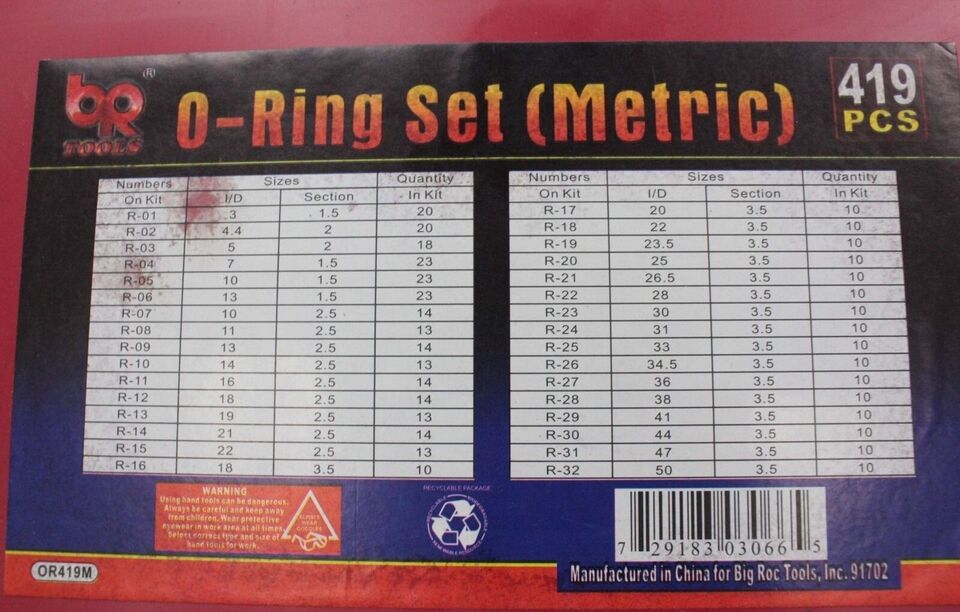 BR (R)
TOOLS
O-Ring Set (Metric)
419
PCS
Numbers Sizes Quantity
On Kit I/D Section In Kit
R-01 3 1.5 20
R-02 4.4 2 20
R-03 5 2 18
R-04 7 1.5 23
R-05 10 1.5 23
R-06 13 1.5 23
R-07 10 2.5 14
R-08 11 2.5 13
R-09 13 2.5 14
R-10 14 2.5 13
R-11 16 2.5 14
R-12 18 2.5 14
R-13 19 2.5 13
R-14 21 2.5 14
R-15 22 2.5 13
R-16 18 3.5 10
Numbers Sizes Quantity
On Kit I/D Section In Kit
R-17 20 3.5 10
R-18 22 3.5 10
R-19 23.5 3.5 10
R-20 25 3.5 10
R-21 26.5 3.5 10
R-22 28 3.5 10
R-23 30 3.5 10
R-24 31 3.5 10
R-25 33 3.5 10
R-26 34.5 3.5 10
R-27 36 3.5 10
R-28 38 3.5 10
R-29 41 3.5 10
R-30 44 3.5 10
R-31 47 3.5 10
R-32 50 3.5 10
WARNING
Using hand tools can be dangerous.
Always be careful and keep away
from children. Wear protective
eyewear in work area at all times.
Select correct type and size of
hand tools for work.
ALWAYS
WEAR
GOGGLES
RECYCLABLE PACKAGE
7 29183 03066 5
OR419M
Manufactured in China for Big Roc Tools, Inc. 91702